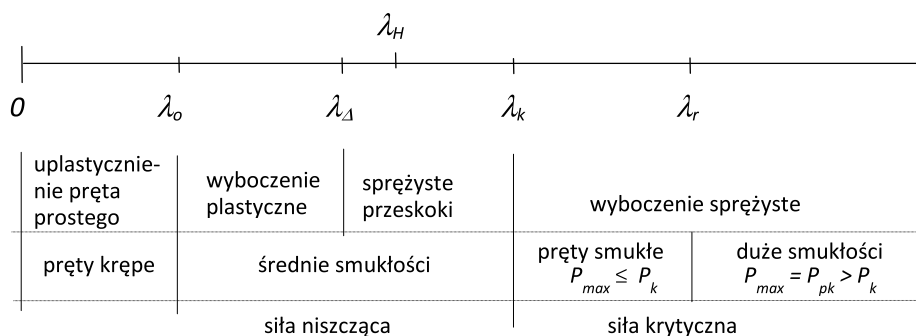 λH
0 λo λΔ λk λr
uplastycznie-
nie pręta
prostego
wyboczenie
plastyczne
sprężyste
przeskoki
wyboczenie sprężyste
pręty krępe
średnie smukłości
pręty smukłe
Pmax ≤ Pk
duże smukłości
Pmax = Ppk > Pk
siła niszcząca
siła krytyczna